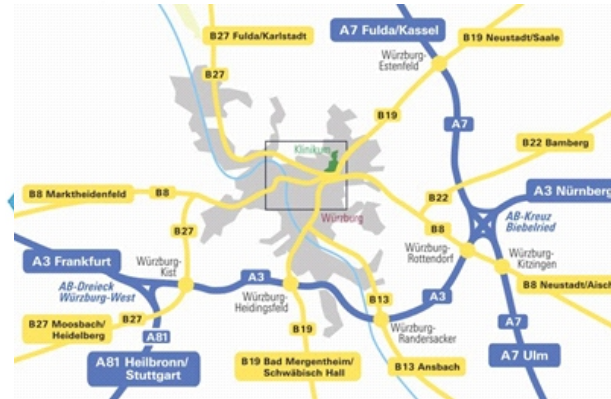 A7 Fulda/Kassel
B27 Fulda/Karlstadt
B19 Neustadt/Saale
Würzburg-
Estenfeld
B27
B19
A7
Klinikum
B22 Bamberg
B8 Marktheidenfeld
B8
B22
A3 Nürnberg
Würzburg
AB-Kreuz
Biebelried
B27
B8
A3 Frankfurt
Würzburg-
Kist
Würzburg-
Rottendorf
Würzburg-
Kitzingen
AB-Dreieck
Würzburg-West
A3
B8 Neustadt/Aisch
Würzburg-
Heidingsfeld
B13
A3
B27 Moosbach/
Heidelberg
B27
A81
B19
Würzburg-
Randersacker
A7
A81 Heilbronn/
Stuttgart
B19 Bad Mergentheim/
Schwäbisch Hall
B13 Ansbach
A7 Ulm